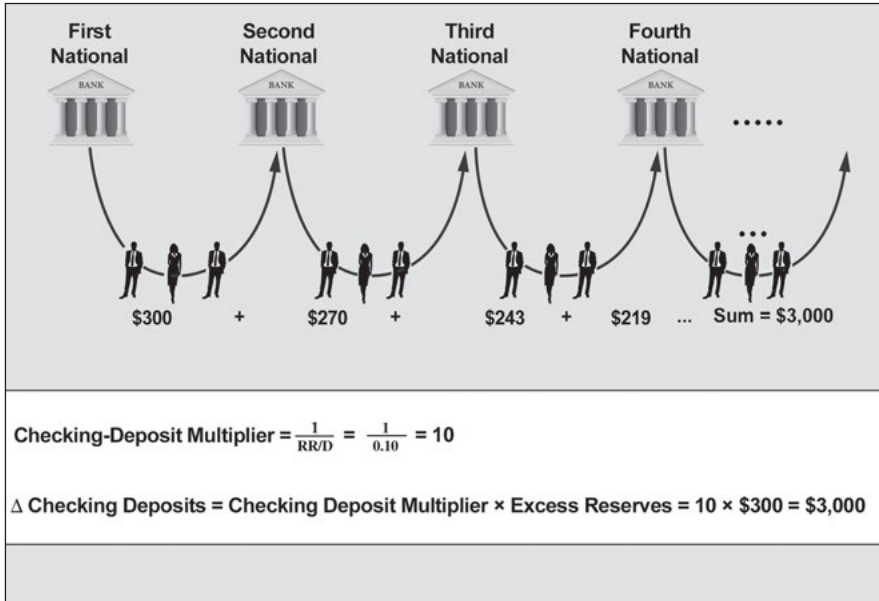 First Second Third Fourth
National National National National
BANK BANK BANK BANK
.....
...
$300 + $270 + $243 + $219 ... Sum = $3,000
Checking-Deposit Multiplier = 1/RR/D = 1/0.10 = 10
Δ Checking Deposits = Checking Deposit Multiplier × Excess Reserves = 10 × $300 = $3,000